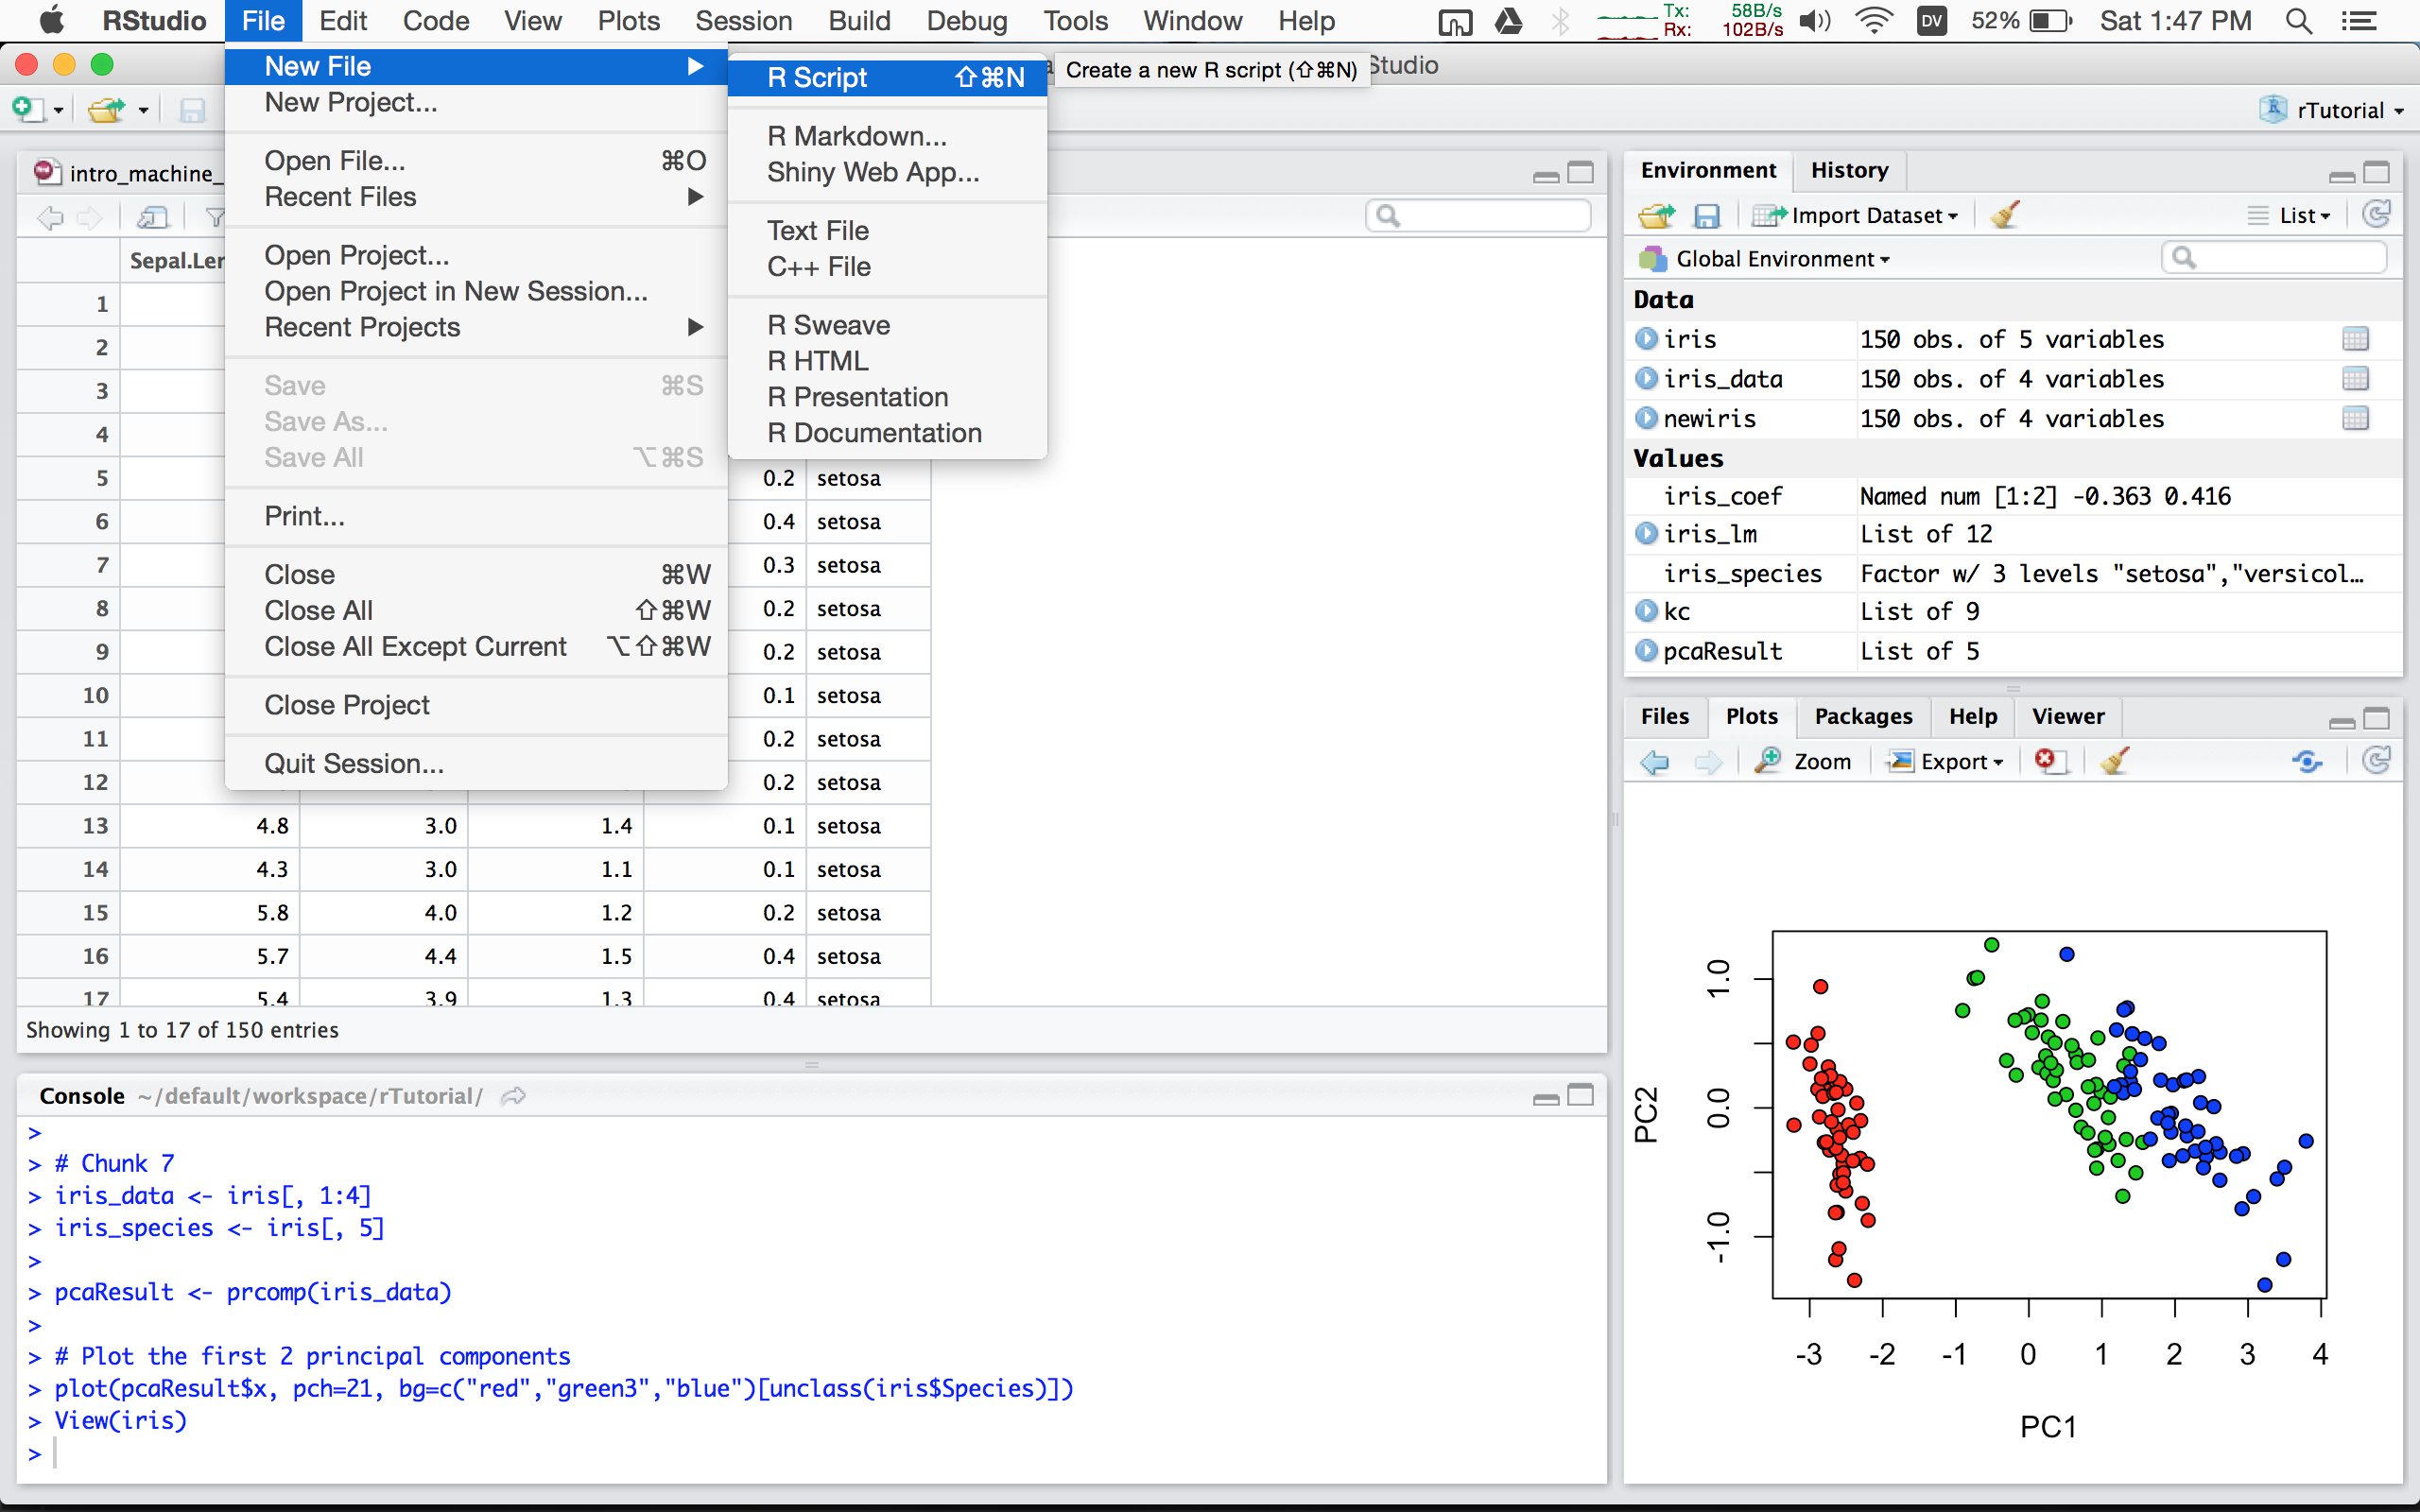 RStudio File Edit Code View Plots Session Build Debug Tools Window Help Tx: 58B/s Rx: 102B/s DV 52% Sat 1:47 PM
Studio
New File
New Project...
Open File... ⌘O
Recent Files
Open Project...
Open Project in New Session...
Recent Projects
Save ⌘S
Save As...
Save All ⌥⌘S
Print...
Close ⌘W
Close All ⇧⌘W
Close All Except Current ⌥⇧⌘W
Close Project
Quit Session...
R Script ⇧⌘N
Create a new R script (⇧⌘N)
R Markdown...
Shiny Web App...
Text File
C++ File
R Sweave
R HTML
R Presentation
R Documentation
rTutorial
intro_machine_
Sepal.Ler
1
2
3
4
5 0.2 setosa
6 0.4 setosa
7 0.3 setosa
8 0.2 setosa
9 0.2 setosa
10 0.1 setosa
11 0.2 setosa
12 0.2 setosa
13 4.8 3.0 1.4 0.1 setosa
14 4.3 3.0 1.1 0.1 setosa
15 5.8 4.0 1.2 0.2 setosa
16 5.7 4.4 1.5 0.4 setosa
17 5.4 3.9 1.3 0.4 setosa
Showing 1 to 17 of 150 entries
Console ~/default/workspace/rTutorial/
>
> # Chunk 7
> iris_data <- iris[, 1:4]
> iris_species <- iris[, 5]
>
> pcaResult <- prcomp(iris_data)
>
> # Plot the first 2 principal components
> plot(pcaResult$x, pch=21, bg=c("red","green3","blue")[unclass(iris$Species)])
> View(iris)
>
Environment History
Import Dataset List
Global Environment
Data
iris 150 obs. of 5 variables
iris_data 150 obs. of 4 variables
newiris 150 obs. of 4 variables
Values
iris_coef Named num [1:2] -0.363 0.416
iris_lm List of 12
iris_species Factor w/ 3 levels "setosa","versicol…
kc List of 9
pcaResult List of 5
Files Plots Packages Help Viewer
Zoom Export
1.0
0.0
-1.0
PC2
-3 -2 -1 0 1 2 3 4
PC1